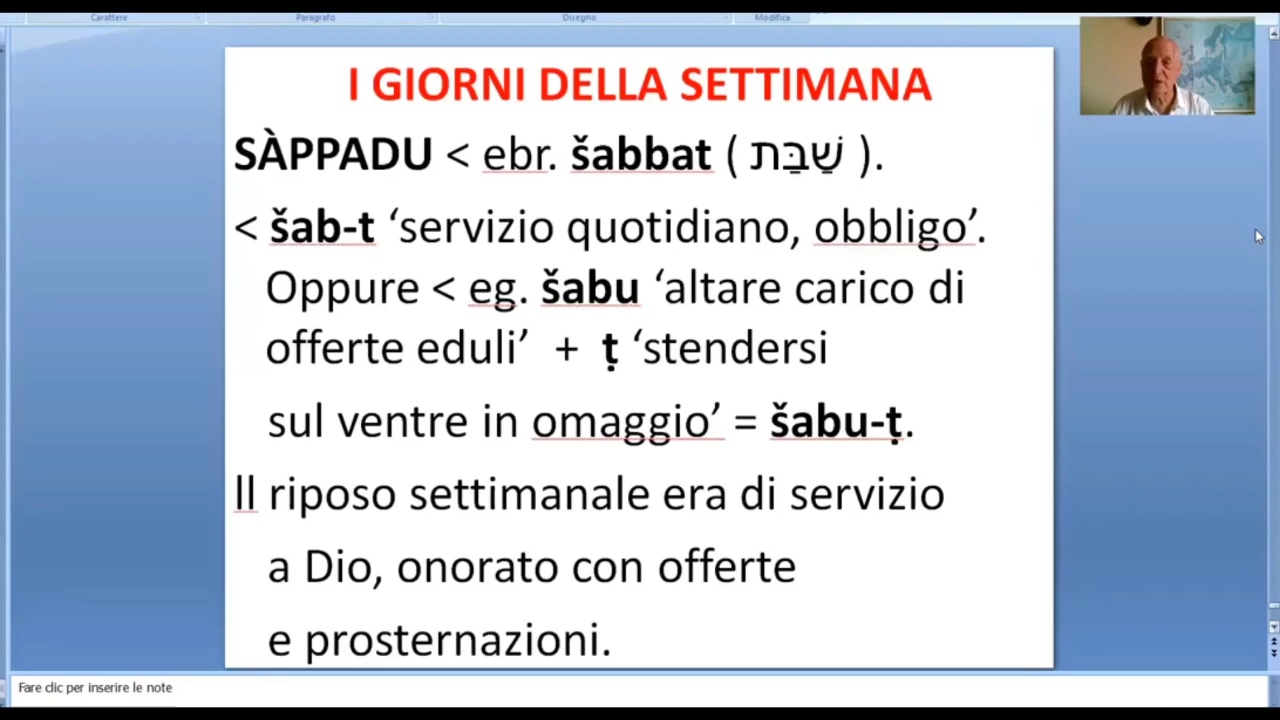 Carattere Paragrafo Disegno Modifica
I GIORNI DELLA SETTIMANA
SÀPPADU < ebr. šabbat ( שַׁבַּת ).
< šab-t ‘servizio quotidiano, obbligo’.
Oppure < eg. šabu ‘altare carico di
offerte eduli’ + ṭ ‘stendersi
sul ventre in omaggio’ = šabu-ṭ.
Il riposo settimanale era di servizio
a Dio, onorato con offerte
e prosternazioni.
Fare clic per inserire le note